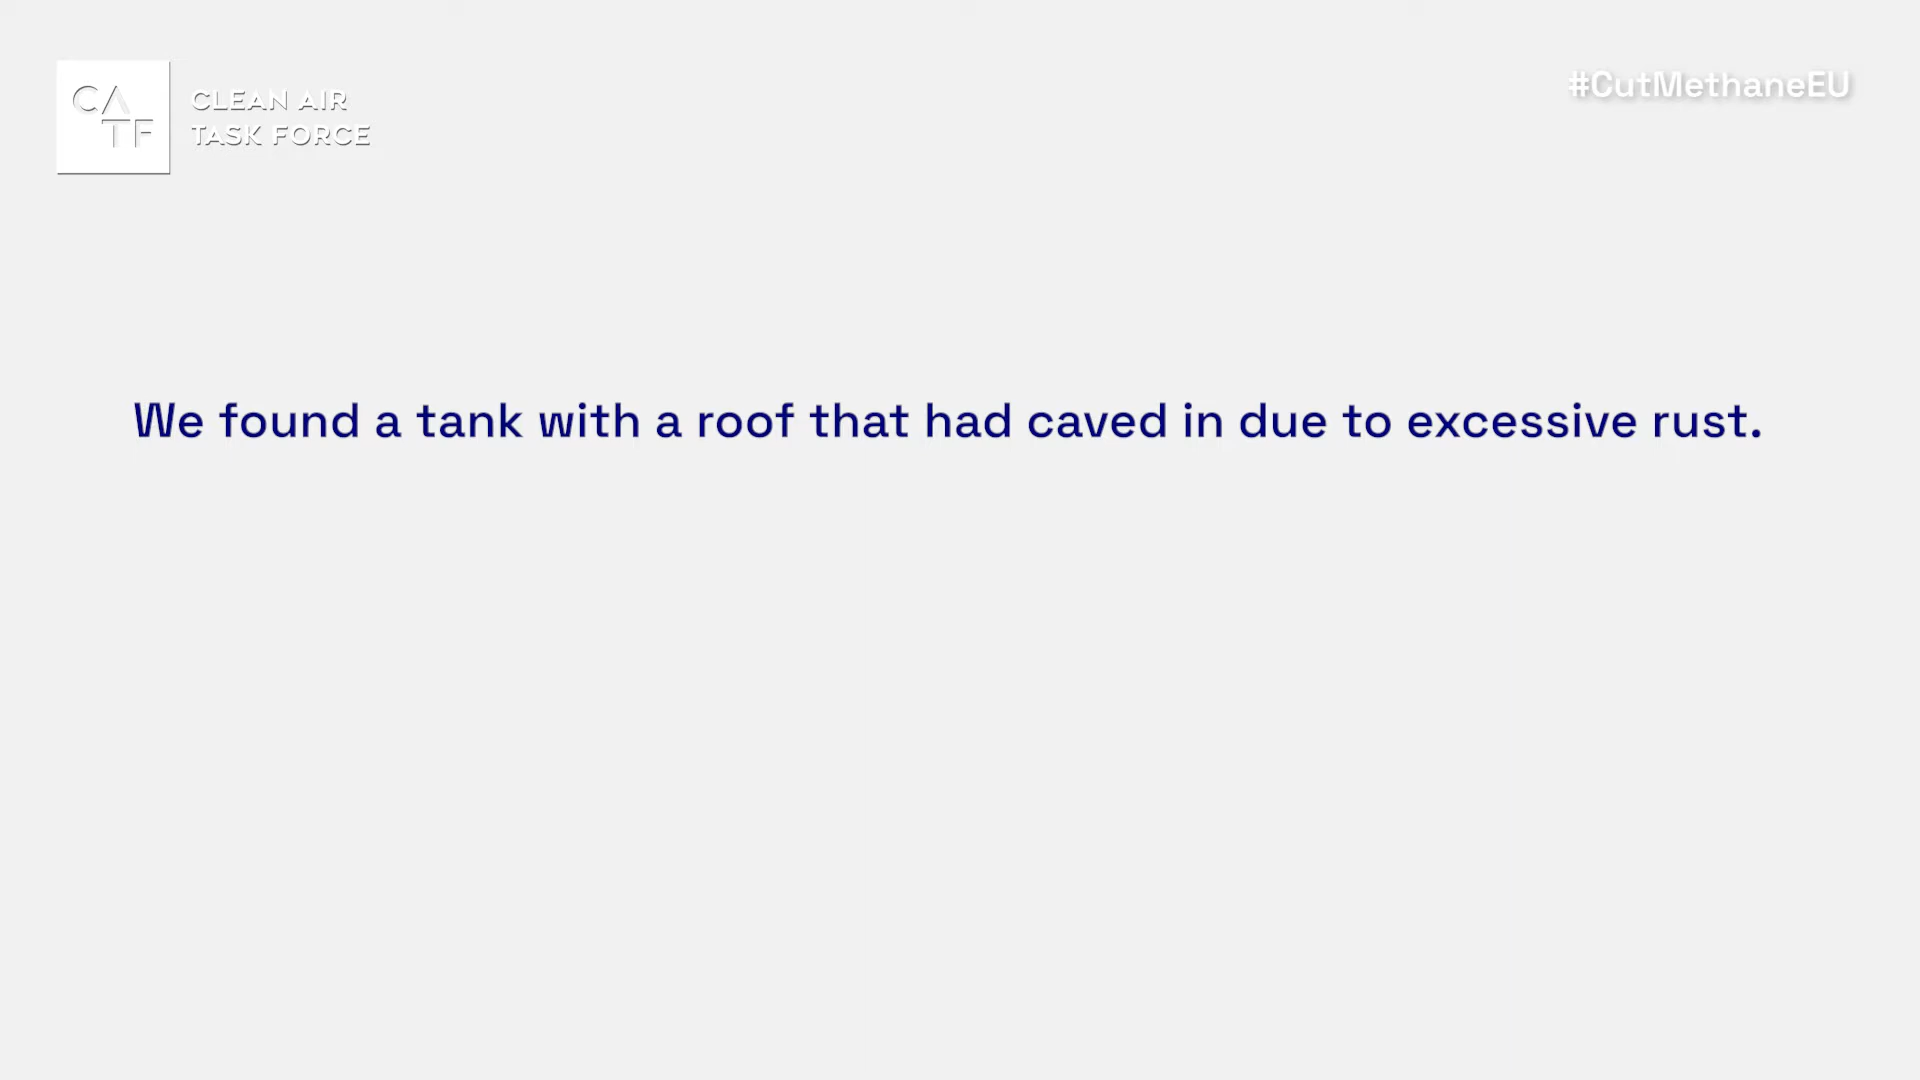 CA
TF
CLEAN AIR
TASK FORCE
#CutMethaneEU
We found a tank with a roof that had caved in due to excessive rust.